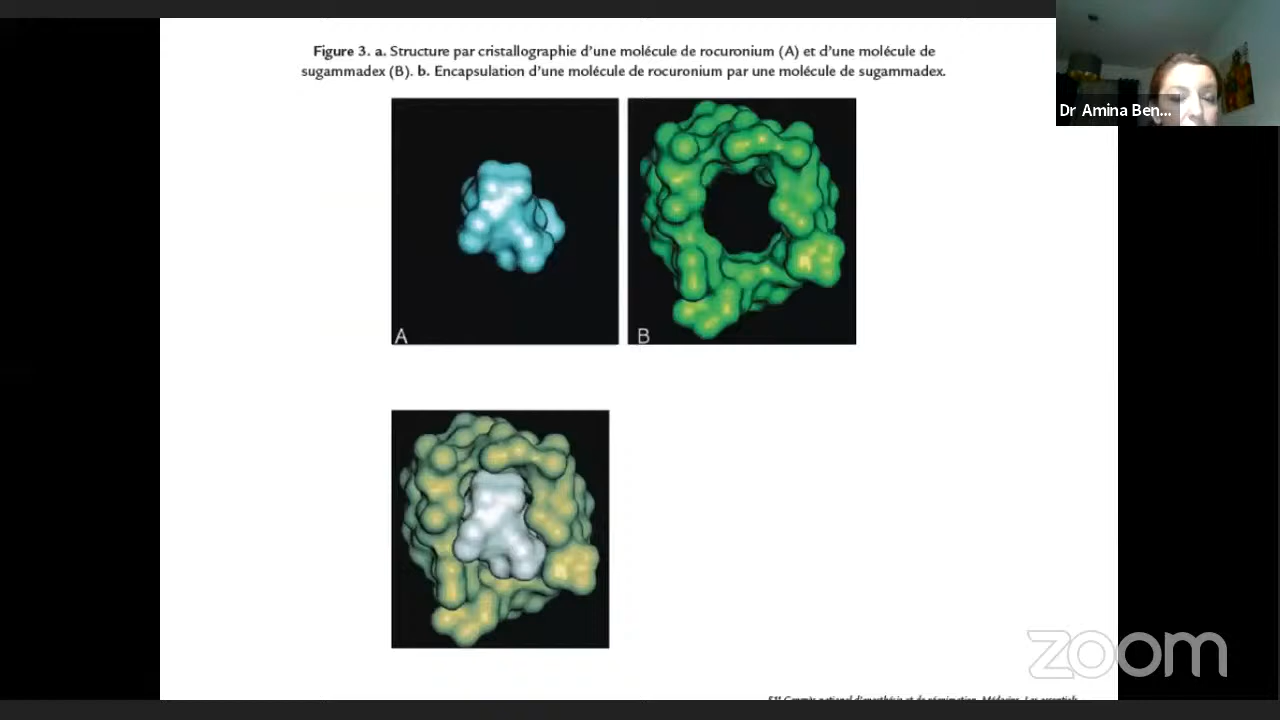 Figure 3. a. Structure par cristallographie d’une molécule de rocuronium (A) et d’une molécule de
sugammadex (B). b. Encapsulation d’une molécule de rocuronium par une molécule de sugammadex.
Dr Amina Ben...
A
B
zoom